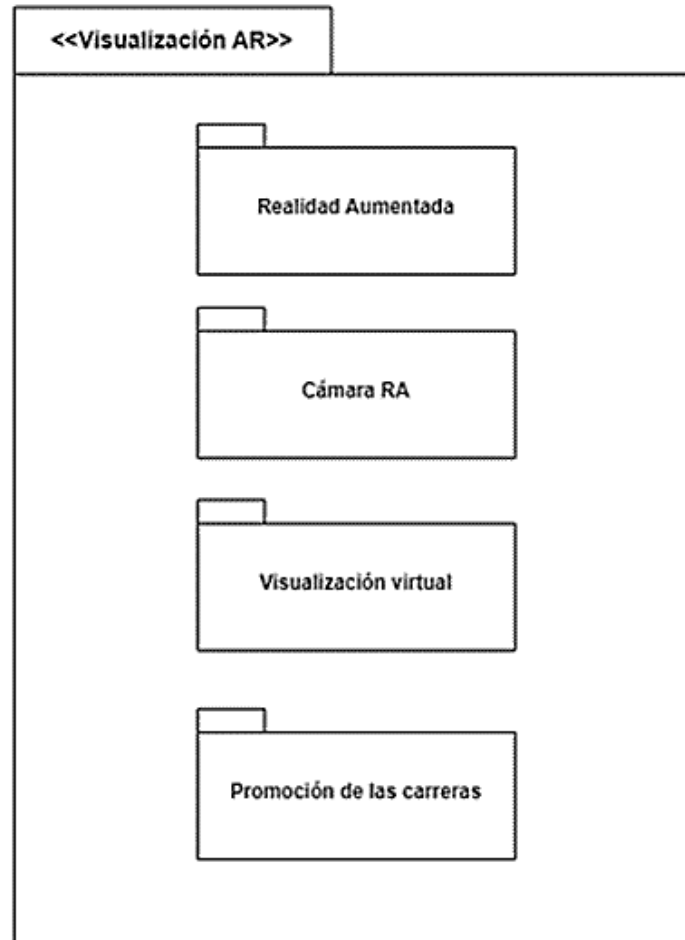 <<Visualización AR>>
Realidad Aumentada
Cámara RA
Visualización virtual
Promoción de las carreras